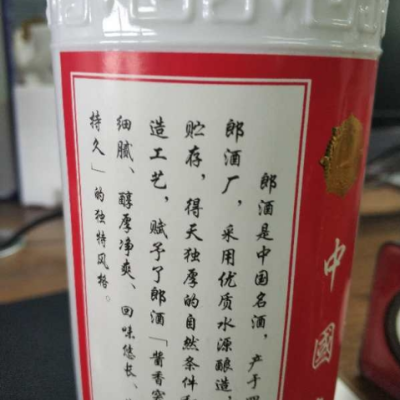 中國
郎酒是中国名酒，产于四
郎酒厂，采用优质水源酿造，
贮存，得天独厚的自然条件和
造工艺，赋予了郎酒「酱香突
细腻、醇厚净爽、回味悠长、
持久」的独特风格。